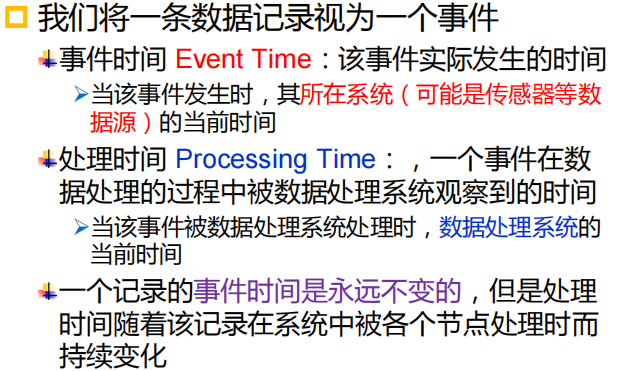 我们将一条数据记录视为一个事件
事件时间 Event Time：该事件实际发生的时间
当该事件发生时，其所在系统（可能是传感器等数
据源）的当前时间
处理时间 Processing Time：，一个事件在数
据处理的过程中被数据处理系统观察到的时间
当该事件被数据处理系统处理时，数据处理系统的
当前时间
一个记录的事件时间是永远不变的，但是处理
时间随着该记录在系统中被各个节点处理时而
持续变化